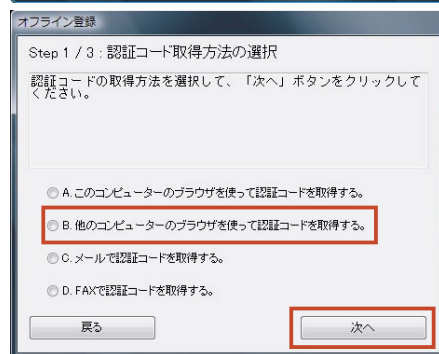 オフライン登録
Step 1 / 3 : 認証コード取得方法の選択
認証コードの取得方法を選択して、「次へ」ボタンをクリックして
ください。
A. このコンピューターのブラウザを使って認証コードを取得する。
B. 他のコンピューターのブラウザを使って認証コードを取得する。
C. メールで認証コードを取得する。
D. FAXで認証コードを取得する。
戻る
次へ